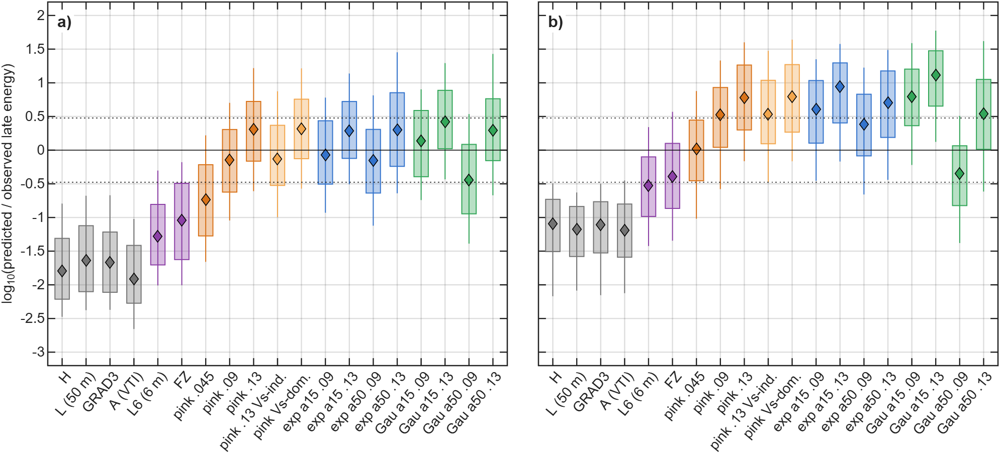 a)
b)
log10(predicted / observed late energy)
2
1.5
1
0.5
0
-0.5
-1
-1.5
-2
-2.5
-3
H
L (50 m)
GRAD3
A (VTI)
L6 (6 m)
FZ
pink .045
pink .09
pink .13
pink .13 Vs-ind.
pink Vs-dom.
exp a15 .09
exp a15 .13
exp a50 .09
exp a50 .13
Gau a15 .09
Gau a15 .13
Gau a50 .09
Gau a50 .13
H
L (50 m)
GRAD3
A (VTI)
L6 (6 m)
FZ
pink .045
pink .09
pink .13
pink .13 Vs-ind.
pink Vs-dom.
exp a15 .09
exp a15 .13
exp a50 .09
exp a50 .13
Gau a15 .09
Gau a15 .13
Gau a50 .09
Gau a50 .13